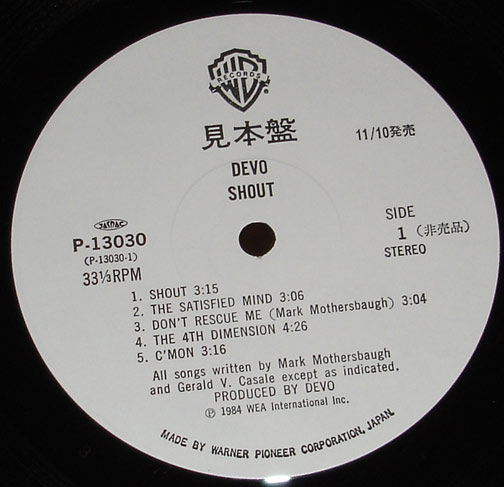 WB
RECORDS
®
見本盤
11/10発売
DEVO
SHOUT
JASRAC
P-13030
(P-13030-1)
33⅓RPM
SIDE
1 (非売品)
STEREO
1. SHOUT 3:15
2. THE SATISFIED MIND 3:06
3. DON'T RESCUE ME (Mark Mothersbaugh) 3:04
4. THE 4TH DIMENSION 4:26
5. C'MON 3:16
All songs written by Mark Mothersbaugh
and Gerald V. Casale except as indicated.
PRODUCED BY DEVO
℗ 1984 WEA International Inc.
MADE BY WARNER PIONEER CORPORATION, JAPAN.